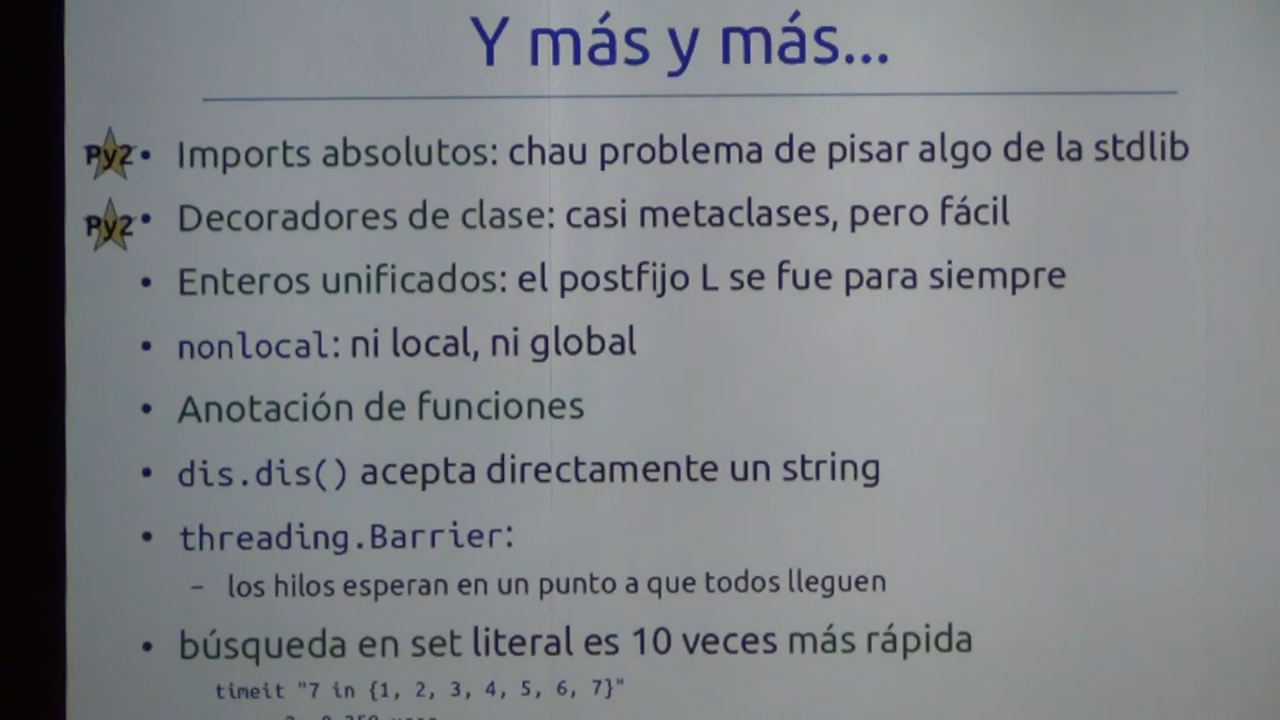 Y más y más...
Py2 • Imports absolutos: chau problema de pisar algo de la stdlib
Py2 • Decoradores de clase: casi metaclases, pero fácil
• Enteros unificados: el postfijo L se fue para siempre
• nonlocal: ni local, ni global
• Anotación de funciones
• dis.dis() acepta directamente un string
• threading.Barrier:
– los hilos esperan en un punto a que todos lleguen
• búsqueda en set literal es 10 veces más rápida
timeit "7 in {1, 2, 3, 4, 5, 6, 7}"